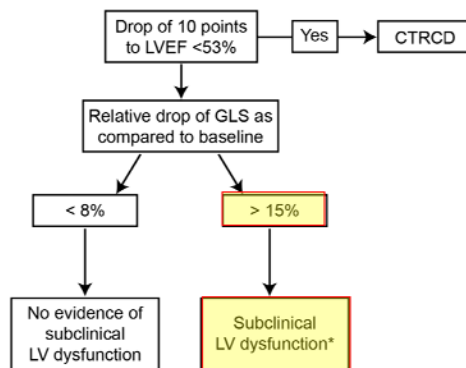 Drop of 10 points
to LVEF <53%
Yes
CTRCD
Relative drop of GLS as
compared to baseline
< 8%
> 15%
No evidence of
subclinical
LV dysfunction
Subclinical
LV dysfunction*